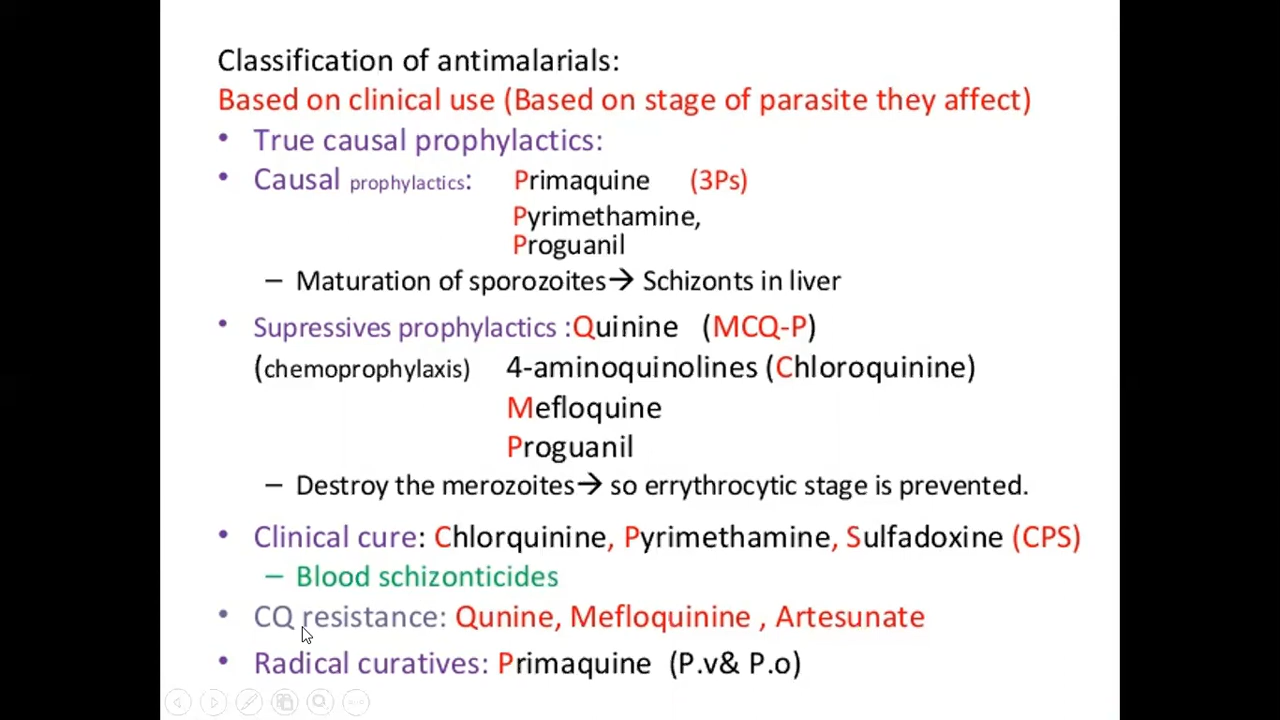 Classification of antimalarials:
Based on clinical use (Based on stage of parasite they affect)
• True causal prophylactics:
• Causal prophylactics: Primaquine (3Ps)
Pyrimethamine,
Proguanil
– Maturation of sporozoites→ Schizonts in liver
• Supressives prophylactics :Quinine (MCQ-P)
(chemoprophylaxis) 4-aminoquinolines (Chloroquinine)
Mefloquine
Proguanil
– Destroy the merozoites→ so errythrocytic stage is prevented.
• Clinical cure: Chlorquinine, Pyrimethamine, Sulfadoxine (CPS)
– Blood schizonticides
• CQ resistance: Qunine, Mefloquinine , Artesunate
• Radical curatives: Primaquine (P.v& P.o)